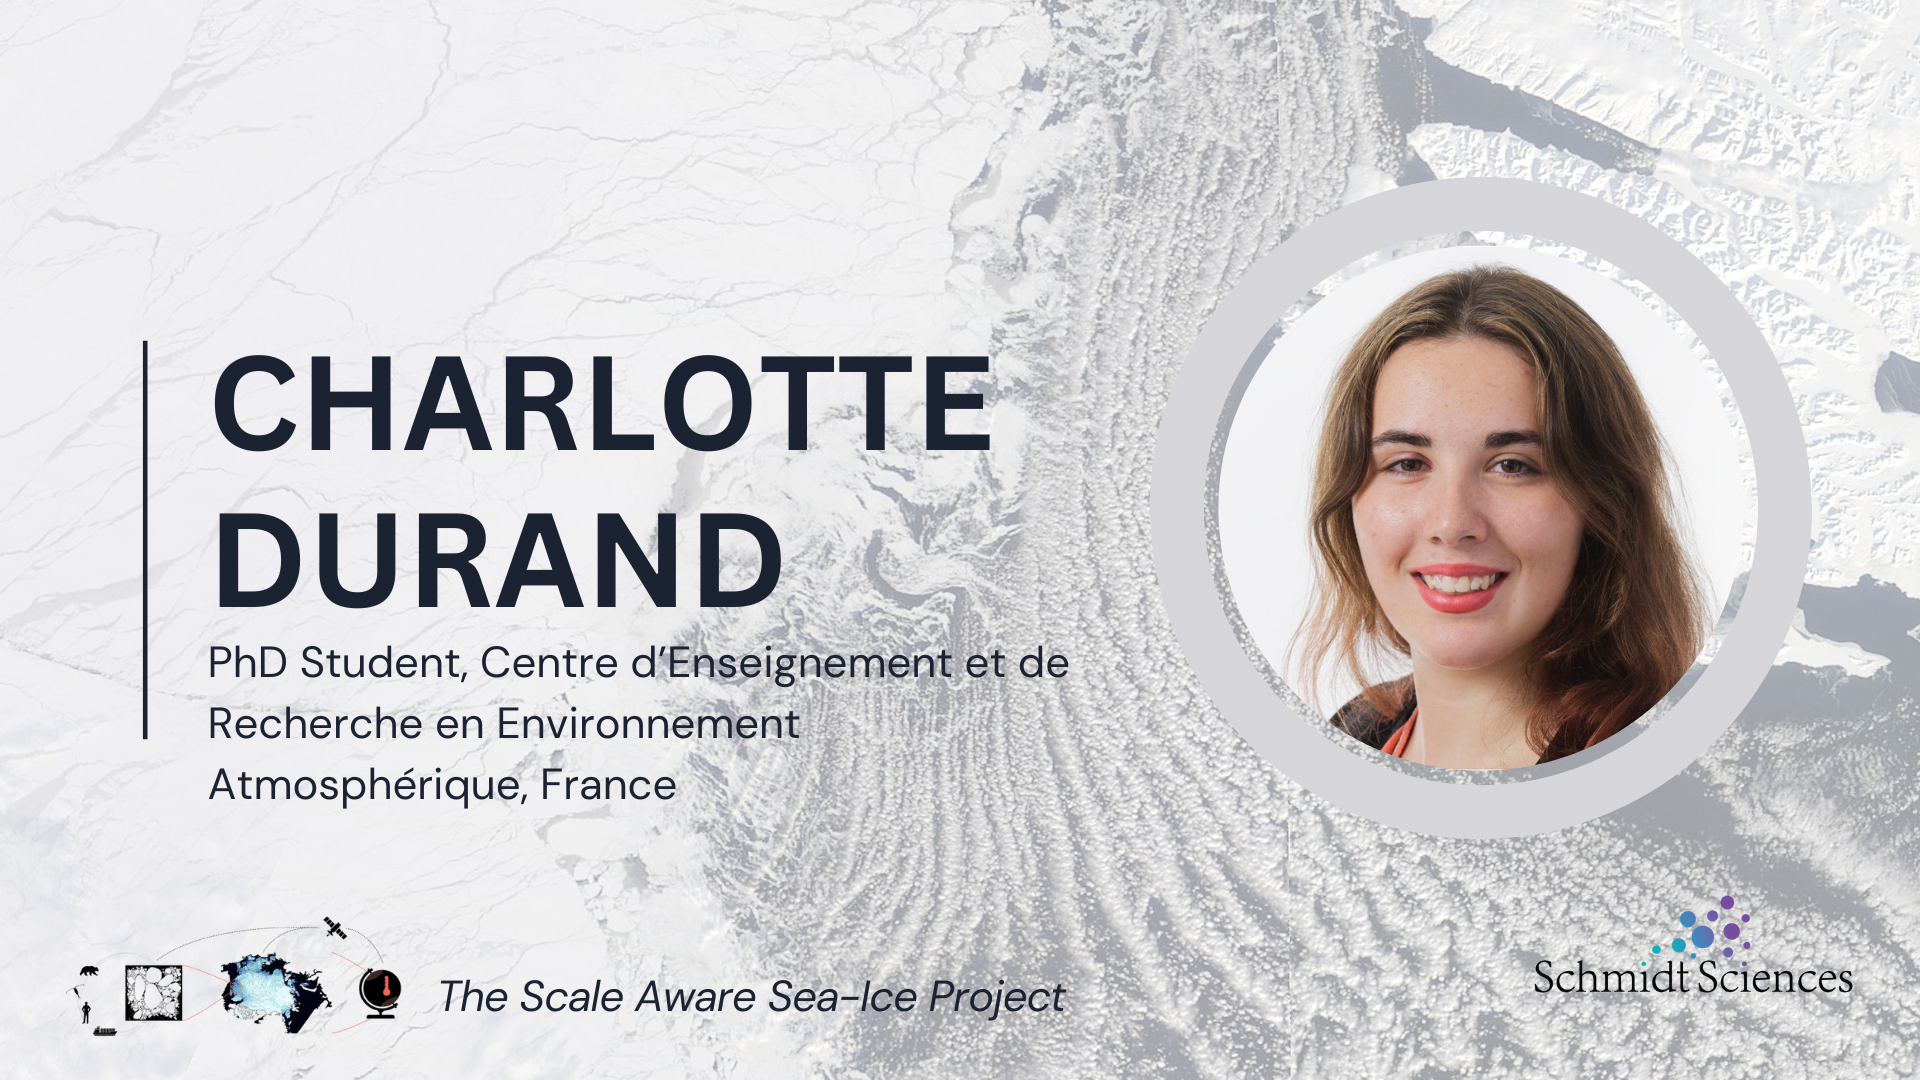 CHARLOTTE
DURAND
PhD Student, Centre d’Enseignement et de
Recherche en Environnement
Atmosphérique, France
The Scale Aware Sea-Ice Project
Schmidt Sciences